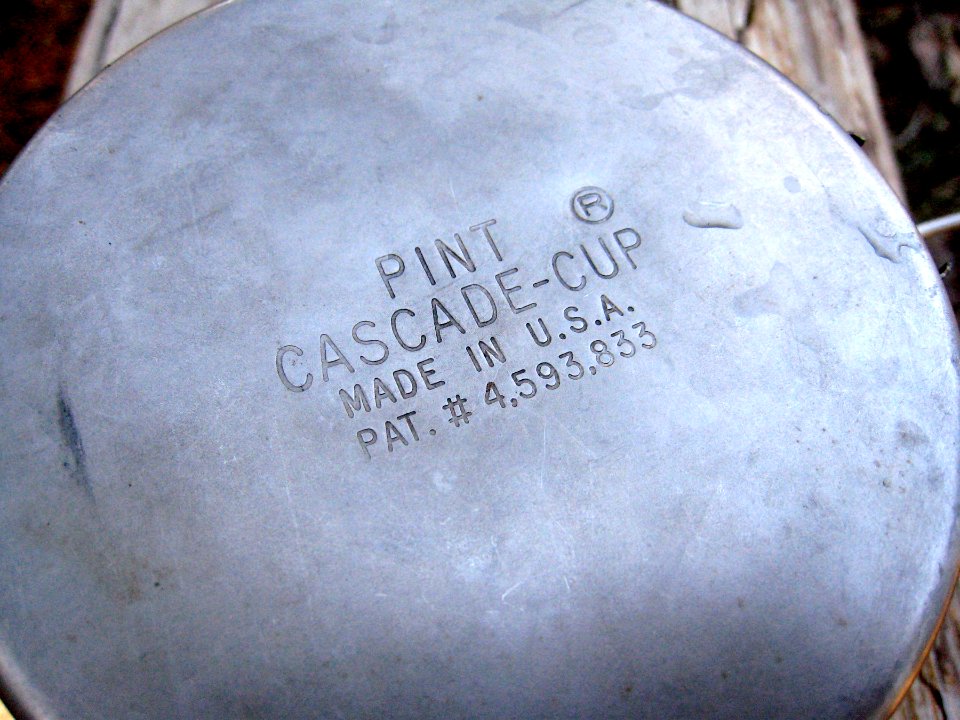 PINT ®
CASCADE-CUP
MADE IN U.S.A.
PAT. # 4,593,833